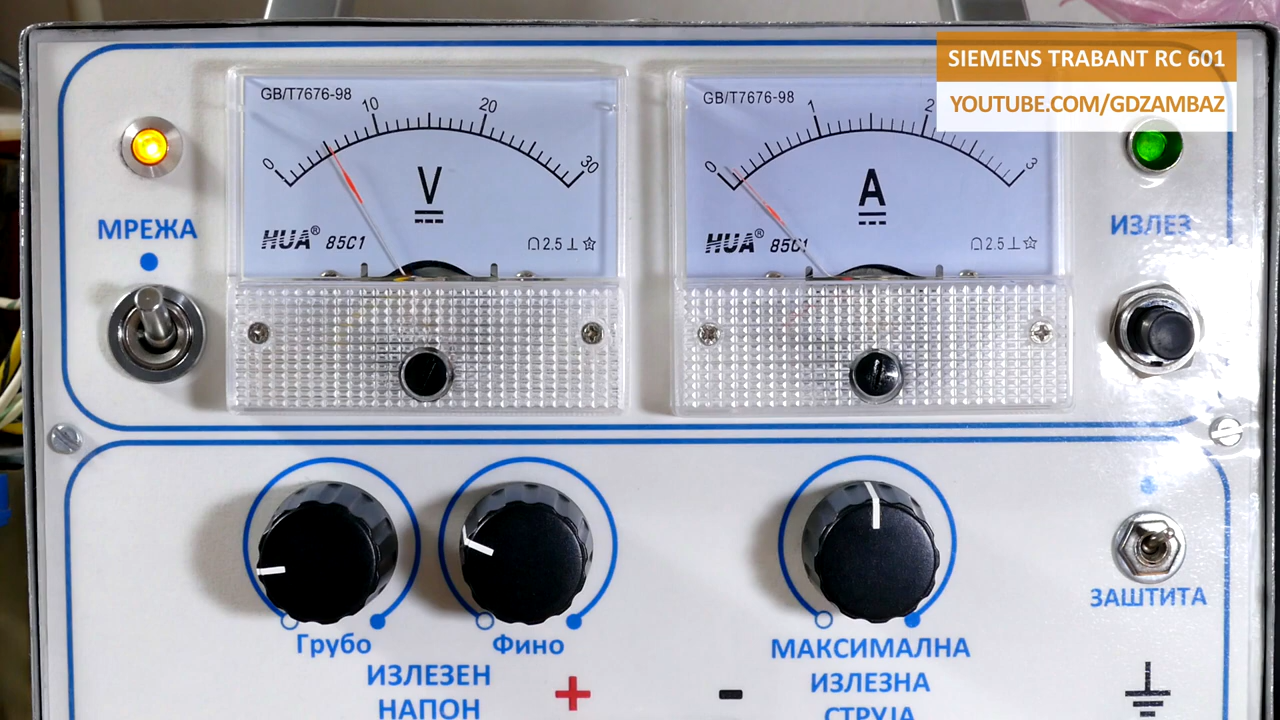 SIEMENS TRABANT RC 601
YOUTUBE.COM/GDZAMBAZ
GB/T7676-98
0 10 20 30
V
HUA® 85C1
2.5
GB/T7676-98
0 1 2 3
A
HUA® 85C1
2.5
МРЕЖА
ИЗЛЕЗ
Грубо
Фино
ИЗЛЕЗЕН
НАПОН
+
-
МАКСИМАЛНА
ИЗЛЕЗНА
СТРУЈА
ЗАШТИТА